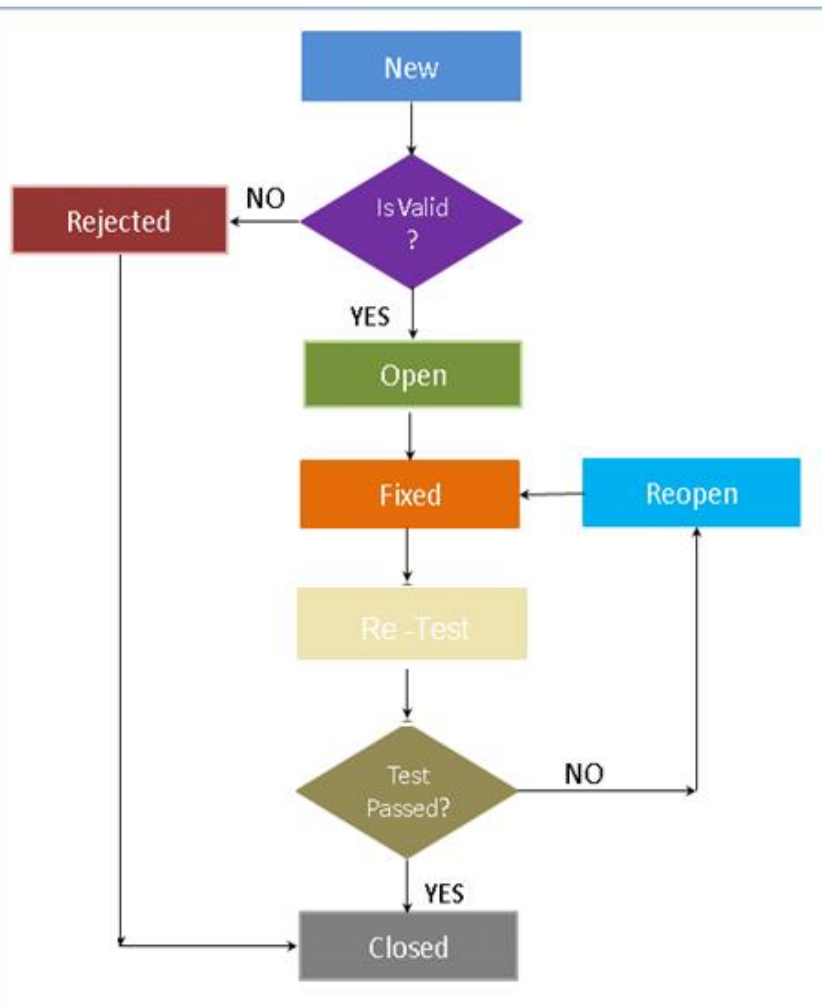 New
NO
Is Valid
?
Rejected
YES
Open
Fixed
Reopen
Re -Test
Test
Passed?
NO
YES
Closed